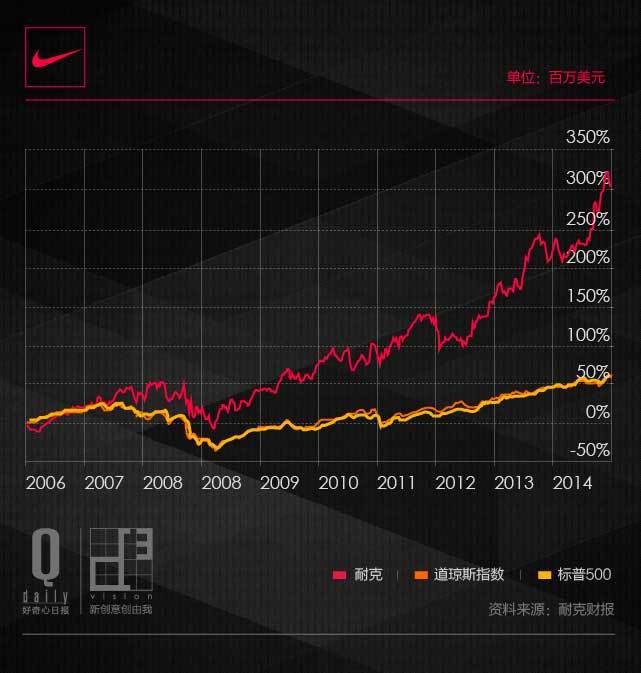 单位：百万美元
350%
300%
250%
200%
150%
100%
50%
0%
-50%
2006 2007 2008 2008 2009 2010 2011 2012 2013 2014
Q
daily
好奇心日报
vision
新创意创由我
耐克 道琼斯指数 标普500
资料来源：耐克财报